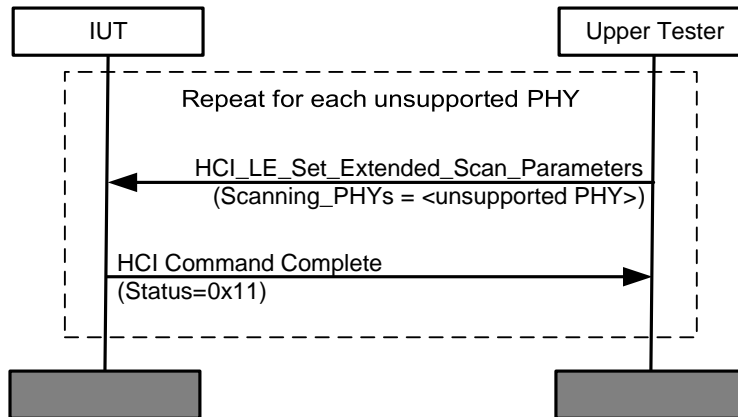 IUT
Upper Tester
Repeat for each unsupported PHY
HCI_LE_Set_Extended_Scan_Parameters
(Scanning_PHYs = <unsupported PHY>)
HCI Command Complete
(Status=0x11)